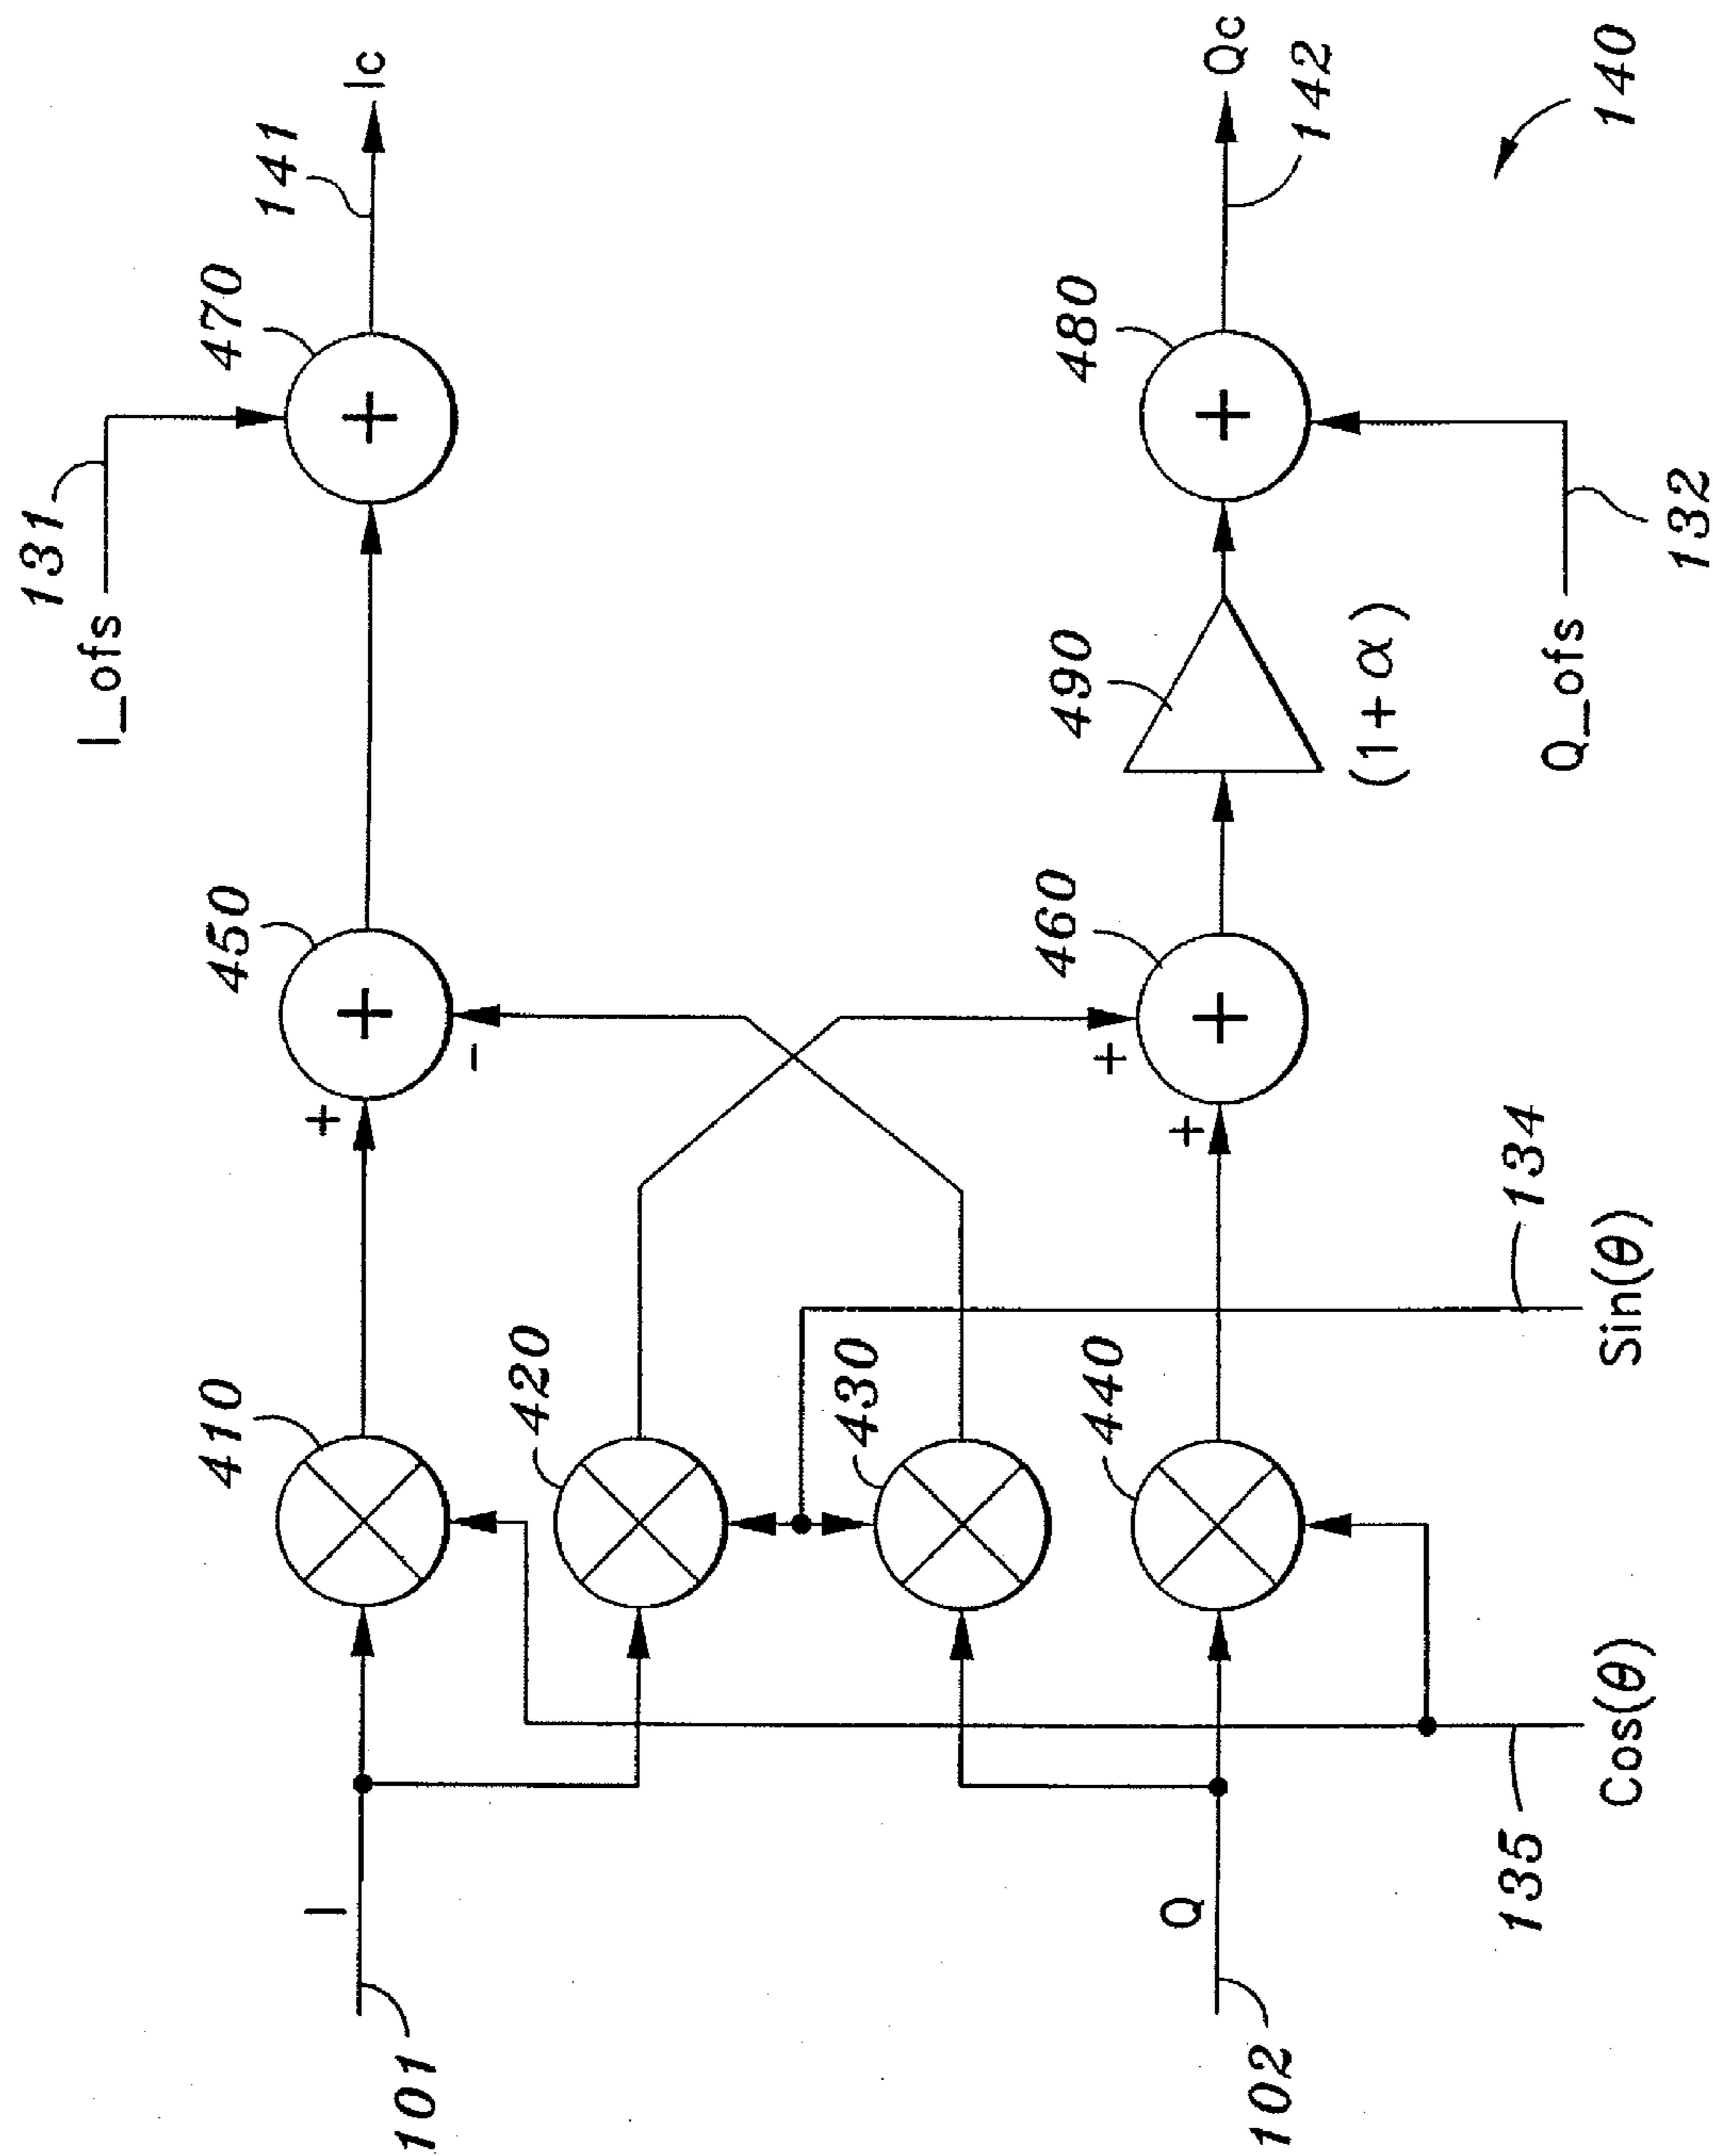 131
I_ofs
470
141
Ic
450
410
+
-
420
430
440
I
101
460
+
+
490
(1+α)
480
Qc
142
Q
102
Q_ofs
132
134
Sin(θ)
135
Cos(θ)
140